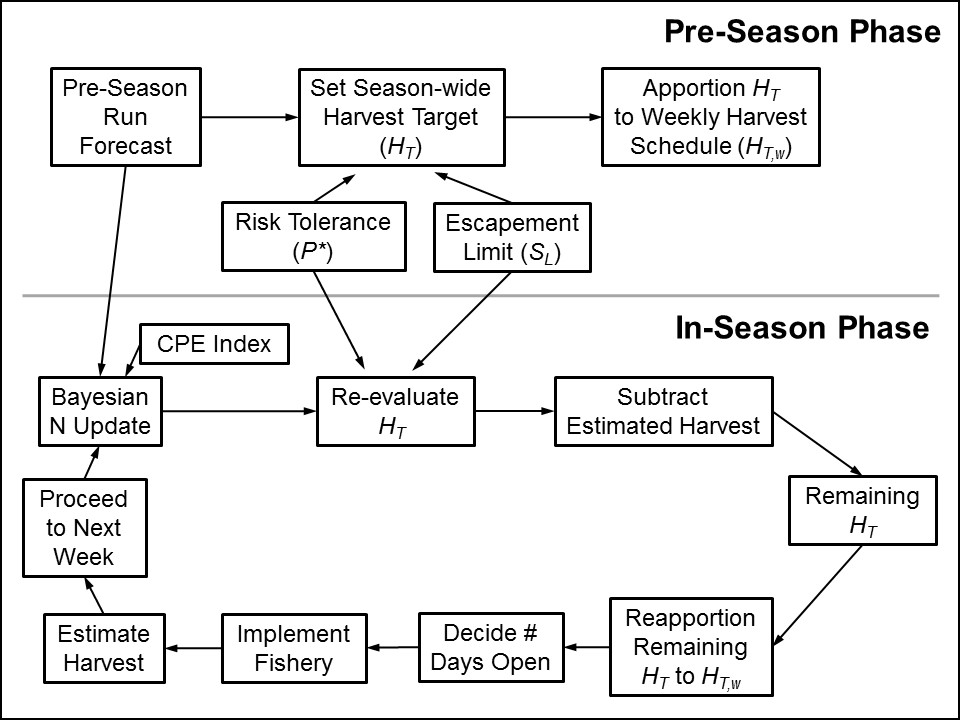 Pre-Season Phase
Pre-Season
Run
Forecast
Set Season-wide
Harvest Target
(H_T)
Apportion H_T
to Weekly Harvest
Schedule (H_T,w)
Risk Tolerance
(P*)
Escapement
Limit (S_L)
In-Season Phase
CPE Index
Bayesian
N Update
Re-evaluate
H_T
Subtract
Estimated Harvest
Remaining
H_T
Proceed
to Next
Week
Estimate
Harvest
Implement
Fishery
Decide #
Days Open
Reapportion
Remaining
H_T to H_T,w